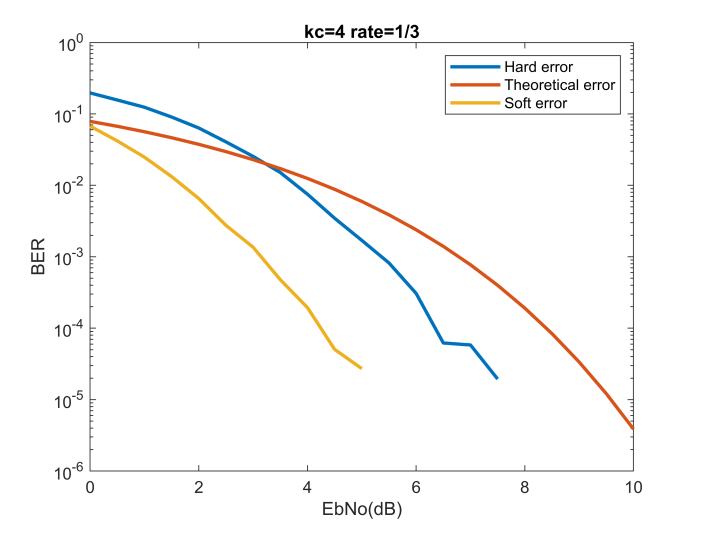 kc=4 rate=1/3
10^0
10^-1
10^-2
10^-3
10^-4
10^-5
10^-6
BER
Hard error
Theoretical error
Soft error
0 2 4 6 8 10
EbNo(dB)